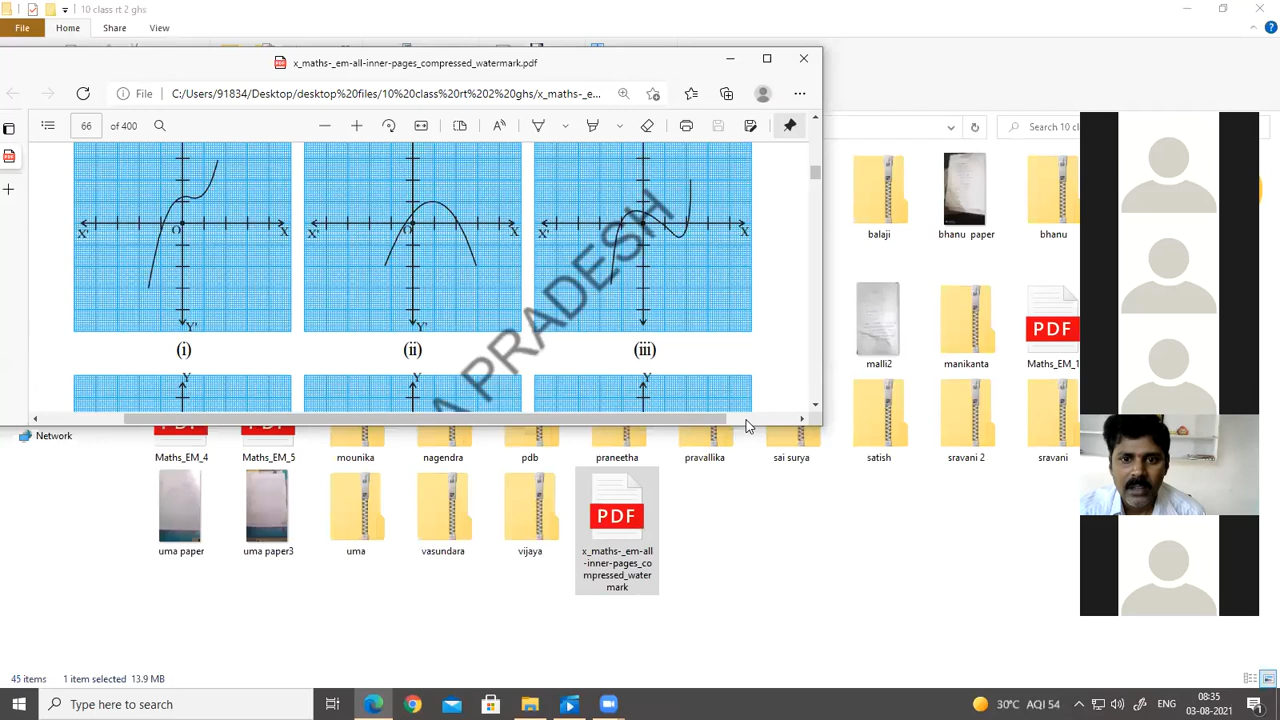 10 class rt 2 ghs
File
Home
Share
View
x_maths-_em-all-inner-pages_compressed_watermark.pdf
File
C:/Users/91834/Desktop/desktop%20files/10%20class%20rt%202%20ghs/x_maths-_e...
66
of 400
Search 10 cl
X'
O
X
Y'
X'
O
X
Y'
X'
X
(i)
(ii)
(iii)
Y
Y
Y
A PRADESH
balaji
bhanu paper
bhanu
PDF
malli2
manikanta
Maths_EM_1
Network
Maths_EM_4
Maths_EM_5
mounika
nagendra
pdb
praneetha
pravallika
sai surya
satish
sravani 2
sravani
PDF
uma paper
uma paper3
uma
vasundara
vijaya
x_maths-_em-all
-inner-pages_co
mpressed_water
mark
45 items
1 item selected 13.9 MB
Type here to search
30°C AQI 54
ENG
08:35
03-08-2021